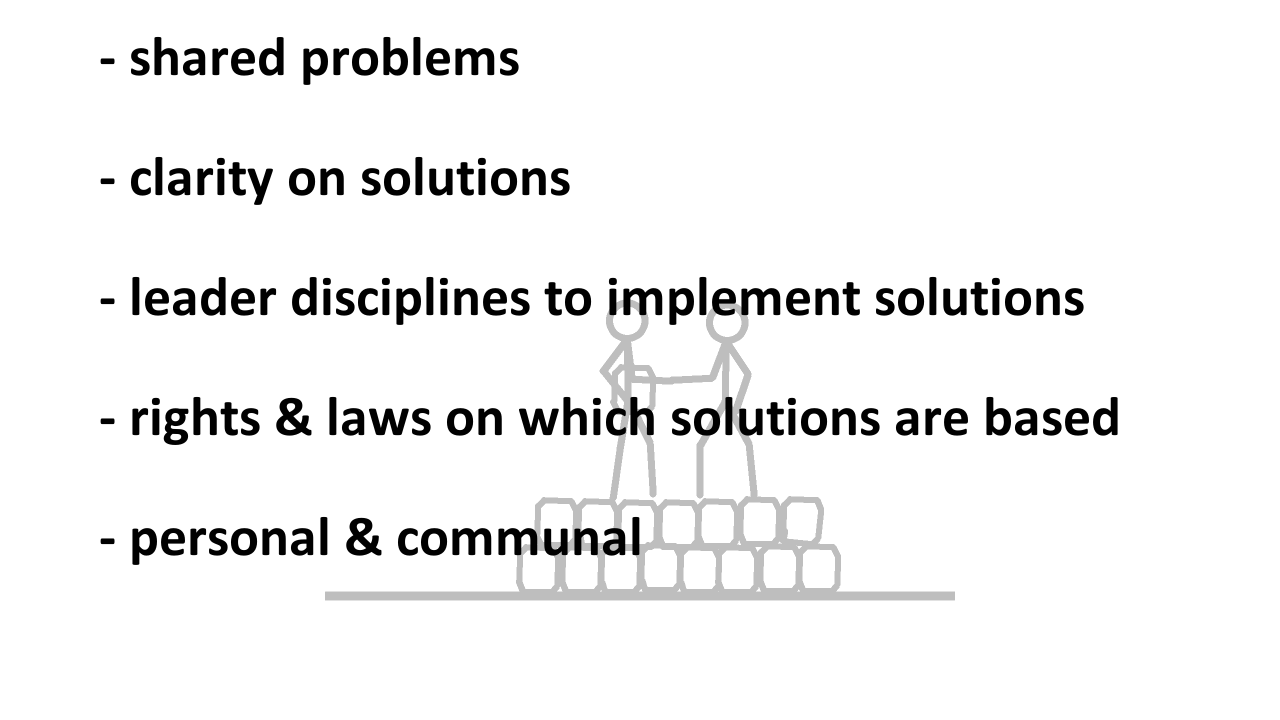 - shared problems
- clarity on solutions
- leader disciplines to implement solutions
- rights & laws on which solutions are based
- personal & communal